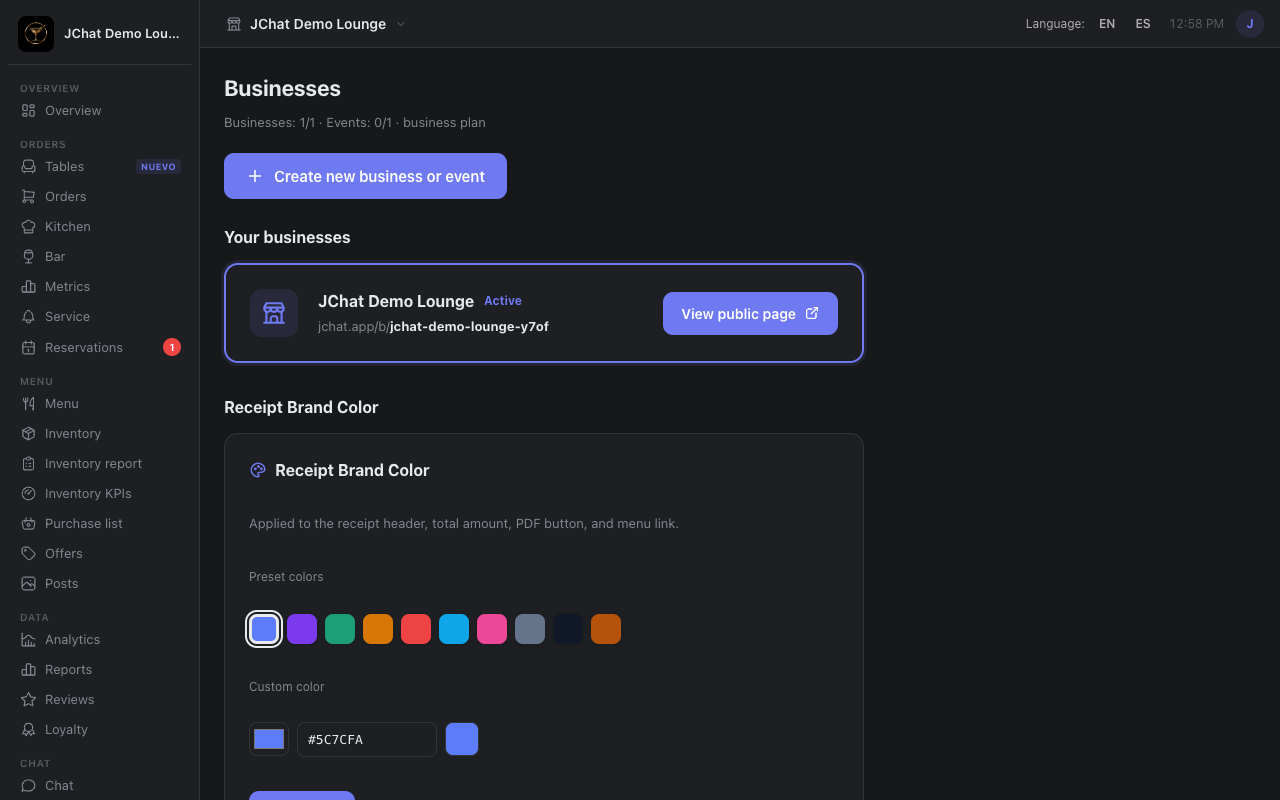 JChat Demo Lou...
OVERVIEW
Overview
ORDERS
Tables NUEVO
Orders
Kitchen
Bar
Metrics
Service
Reservations 1
MENU
Menu
Inventory
Inventory report
Inventory KPIs
Purchase list
Offers
Posts
DATA
Analytics
Reports
Reviews
Loyalty
CHAT
Chat
JChat Demo Lounge
Language: EN ES 12:58 PM J
Businesses
Businesses: 1/1 · Events: 0/1 · business plan
Create new business or event
Your businesses
JChat Demo Lounge Active
jchat.app/b/jchat-demo-lounge-y7of
View public page
Receipt Brand Color
Receipt Brand Color
Applied to the receipt header, total amount, PDF button, and menu link.
Preset colors
Custom color
#5C7CFA